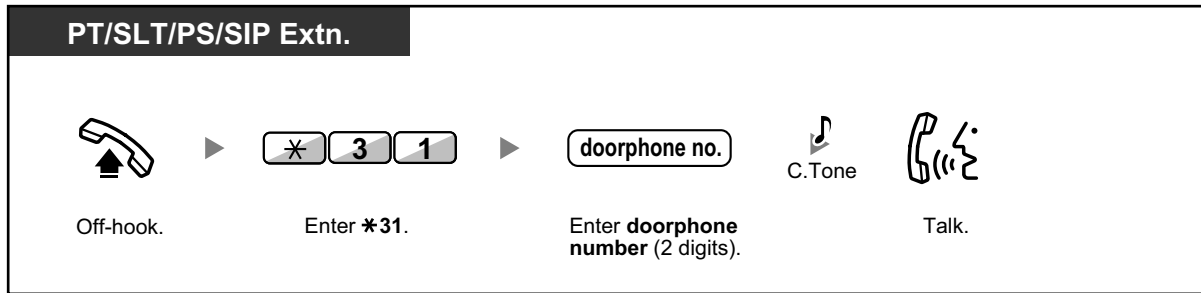 PT/SLT/PS/SIP Extn.
* 3 1
doorphone no.
C.Tone
Off-hook.
Enter *31.
Enter doorphone
number (2 digits).
Talk.